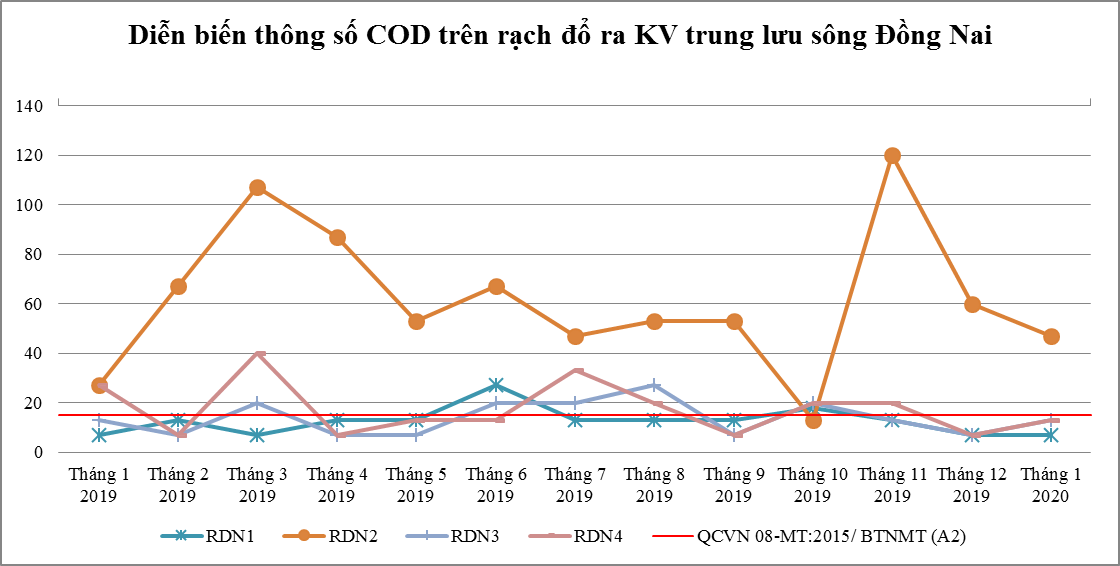 Diễn biến thông số COD trên rạch đổ ra KV trung lưu sông Đồng Nai
140
120
100
80
60
40
20
0
Tháng 1 2019
Tháng 2 2019
Tháng 3 2019
Tháng 4 2019
Tháng 5 2019
Tháng 6 2019
Tháng 7 2019
Tháng 8 2019
Tháng 9 2019
Tháng 10 2019
Tháng 11 2019
Tháng 12 2019
Tháng 1 2020
RDN1 RDN2 RDN3 RDN4 QCVN 08-MT:2015/ BTNMT (A2)